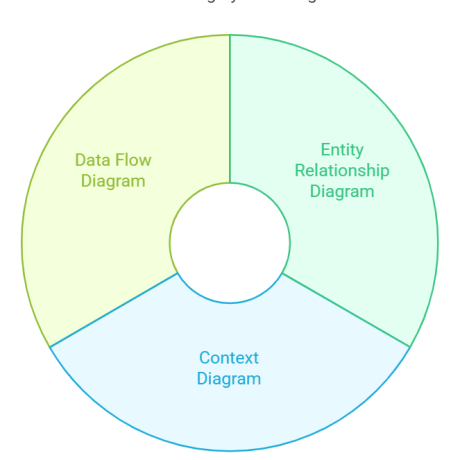 Data Flow
Diagram
Entity
Relationship
Diagram
Context
Diagram